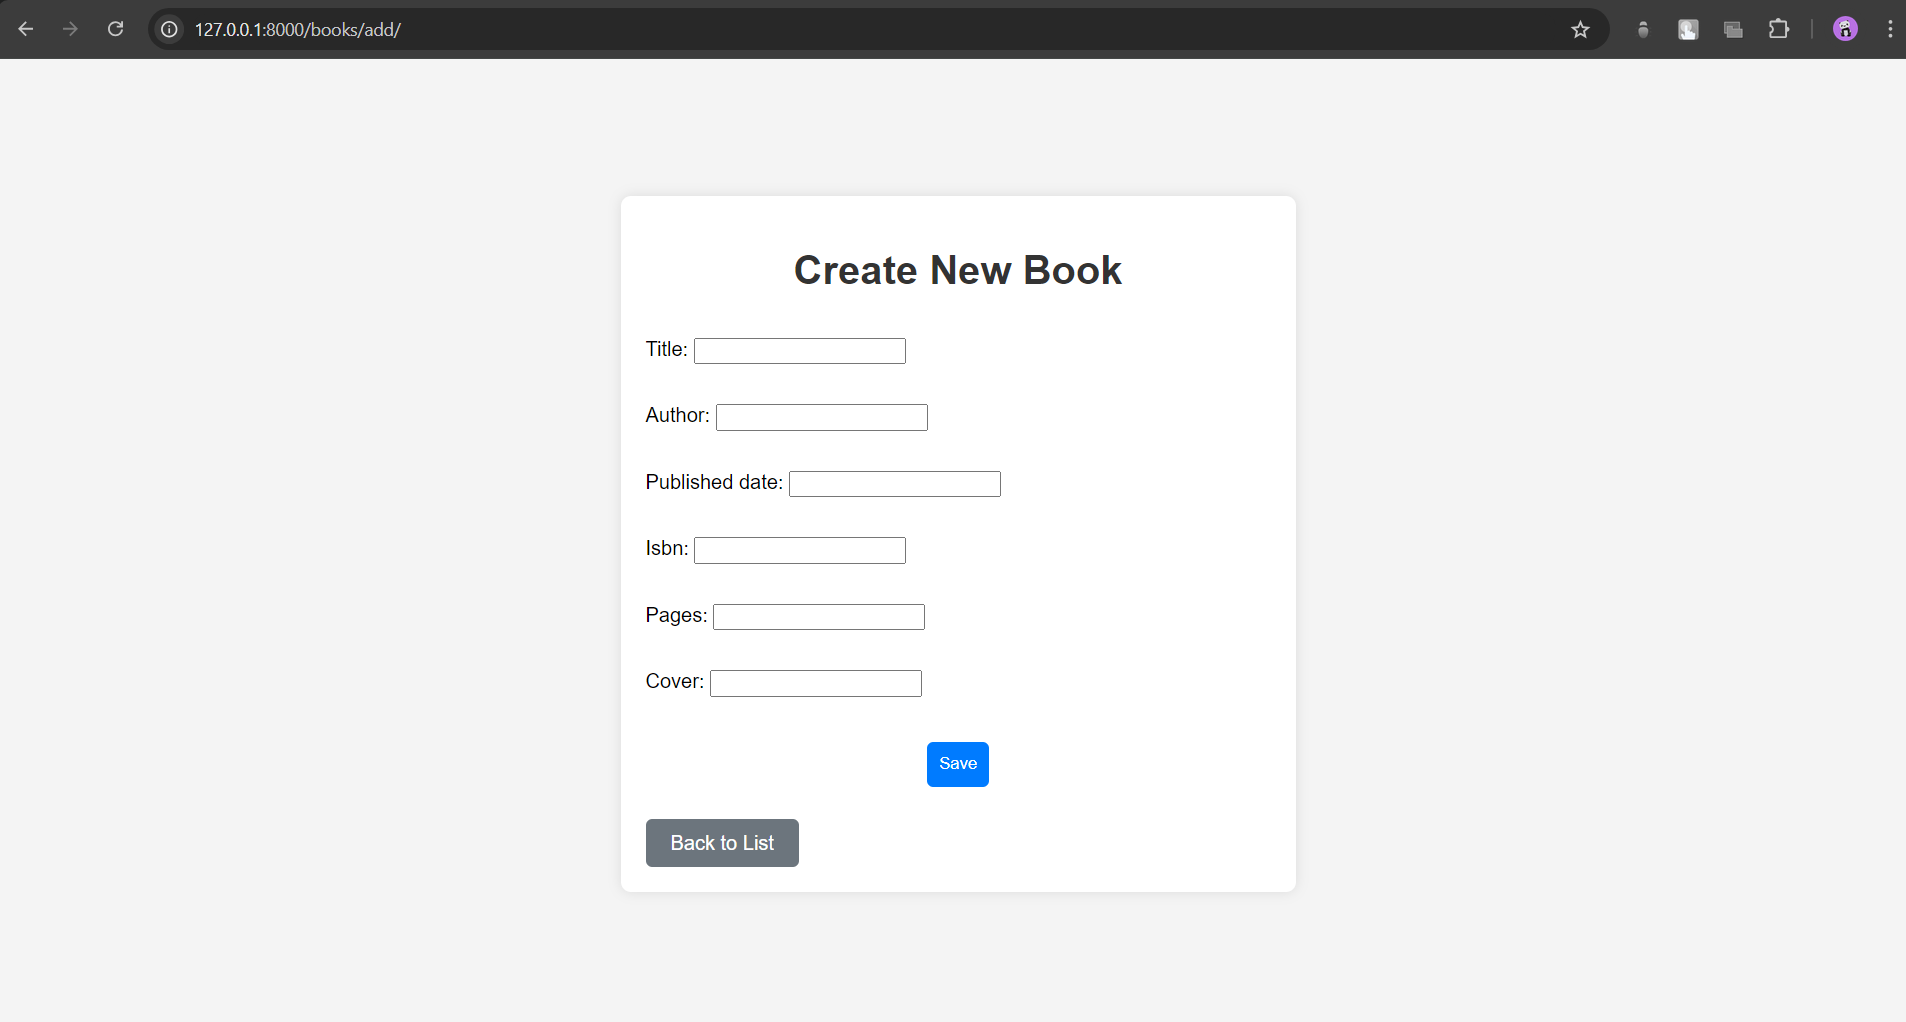 127.0.0.1:8000/books/add/
Create New Book
Title:
Author:
Published date:
Isbn:
Pages:
Cover:
Save
Back to List